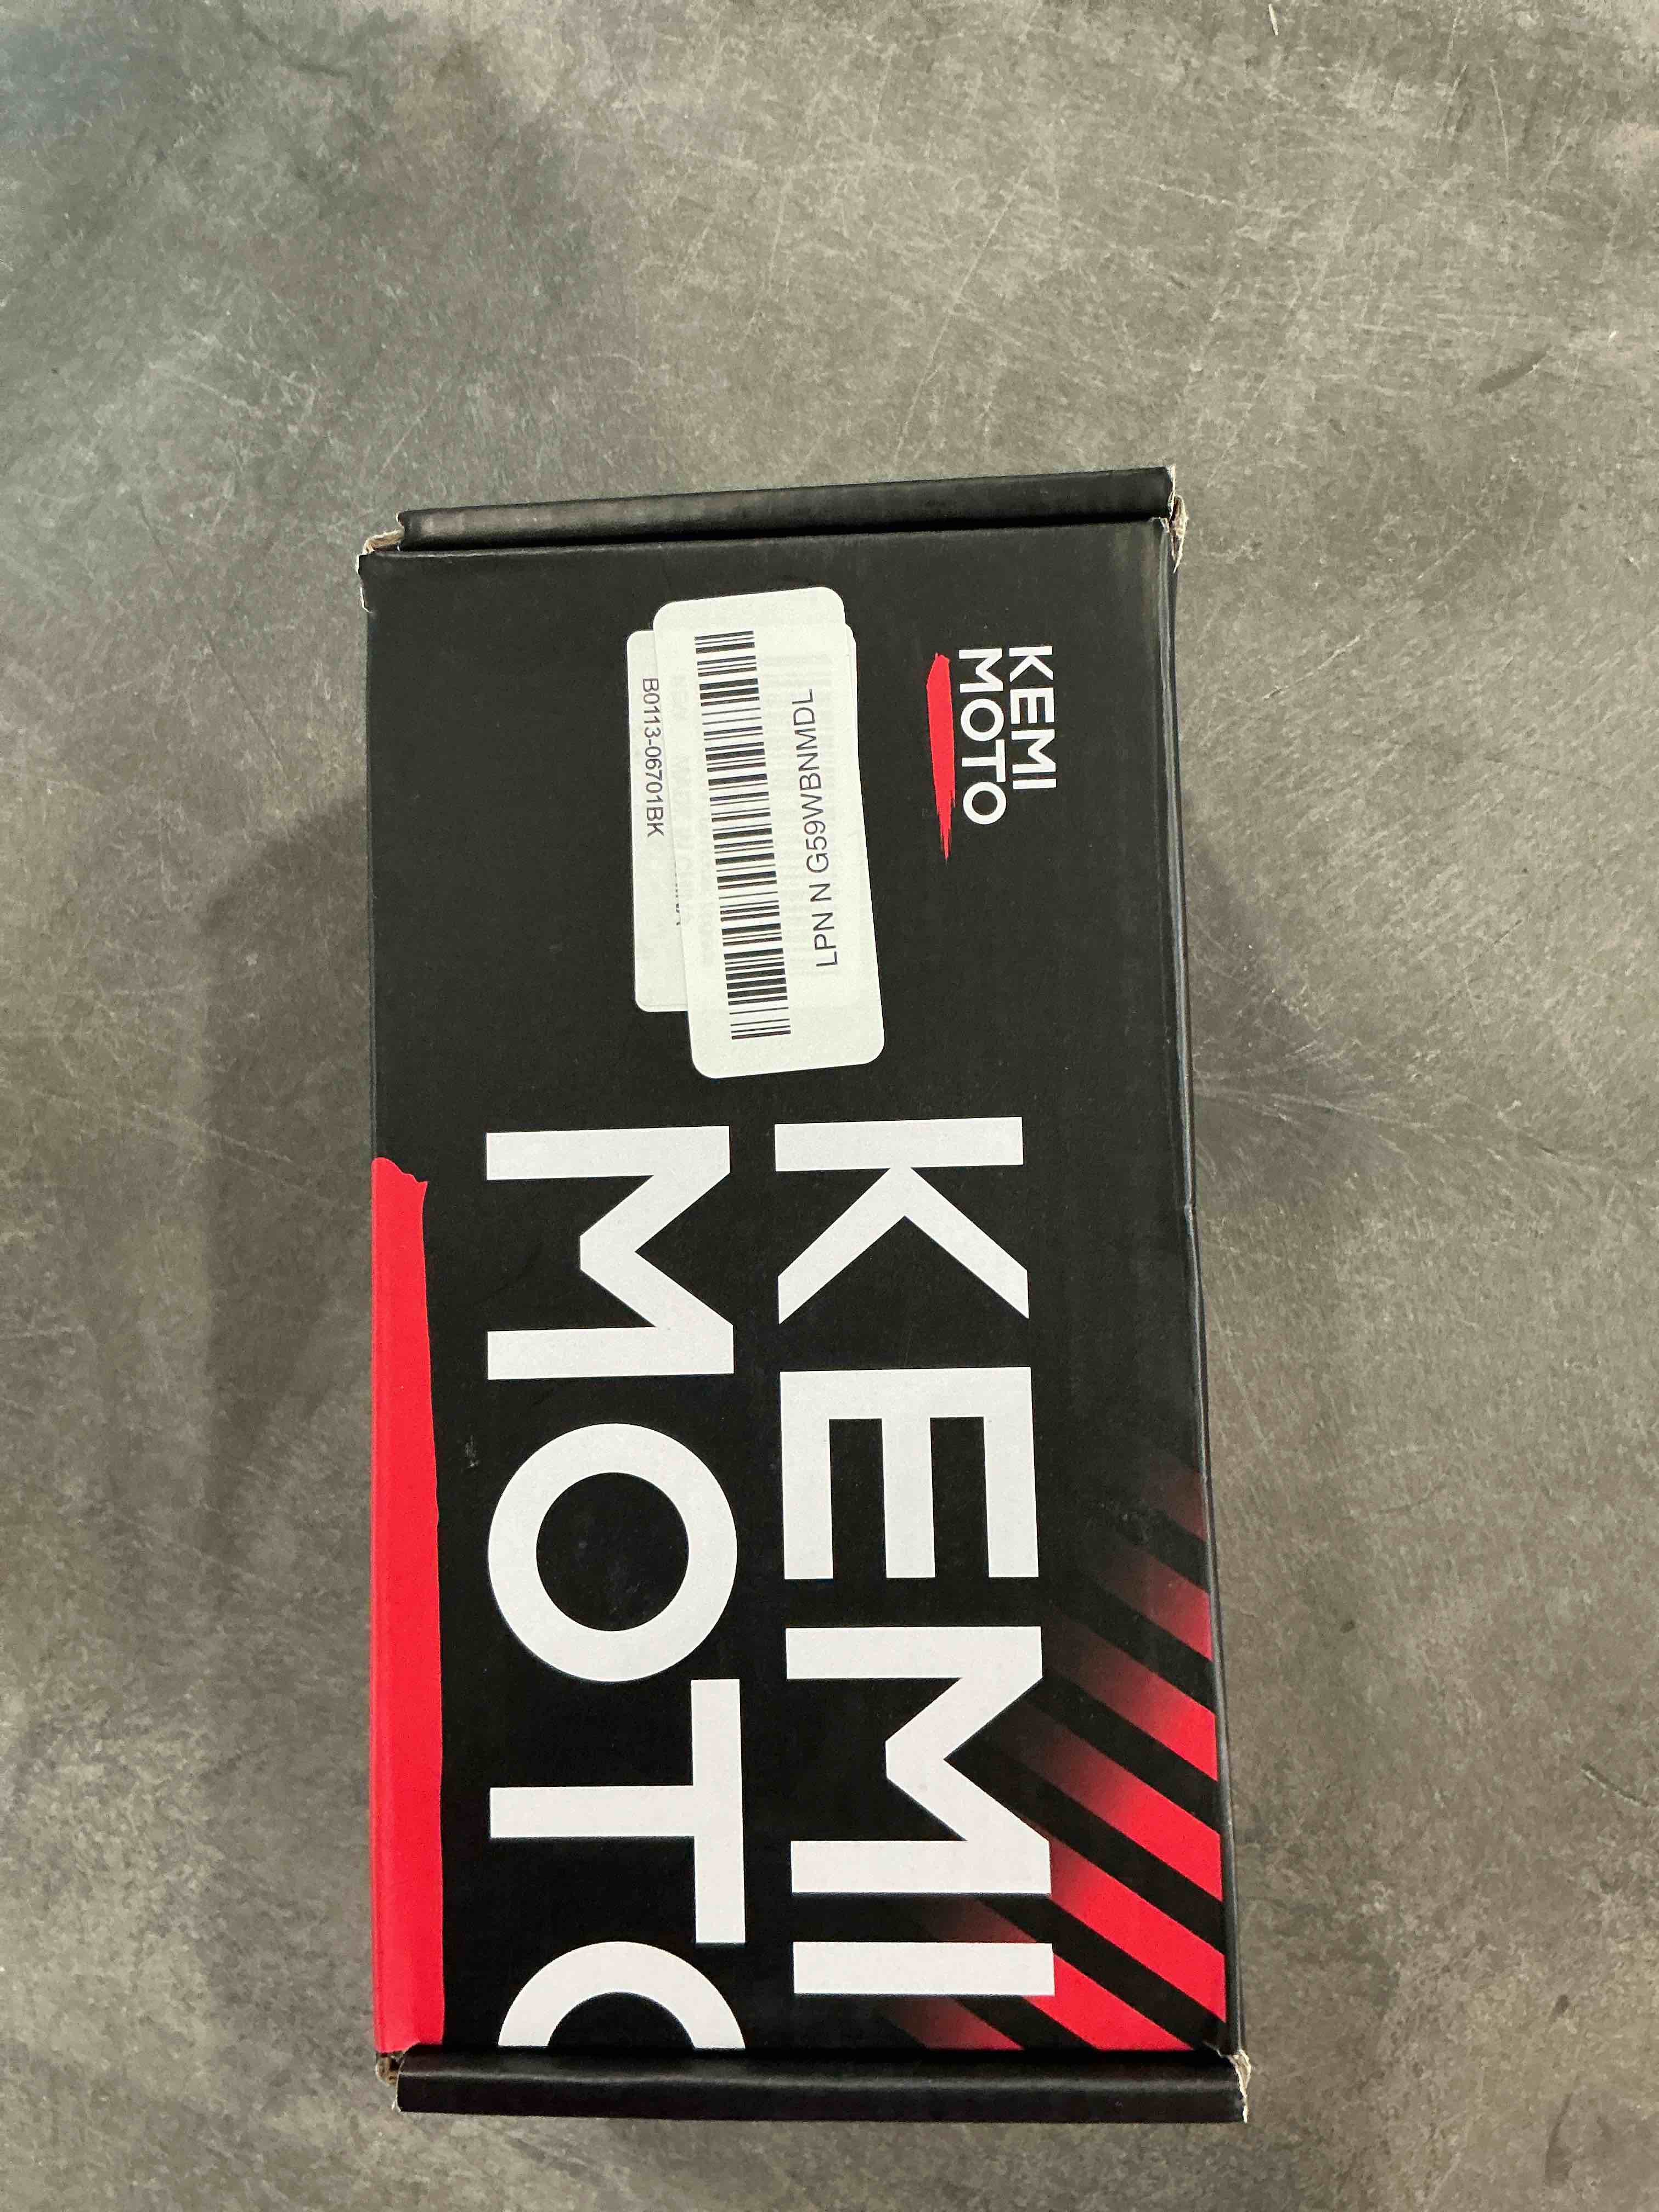 KEMI
MOTO
LPN N G59WBNMDL
B0113-06701BK
KEMI
MOTO